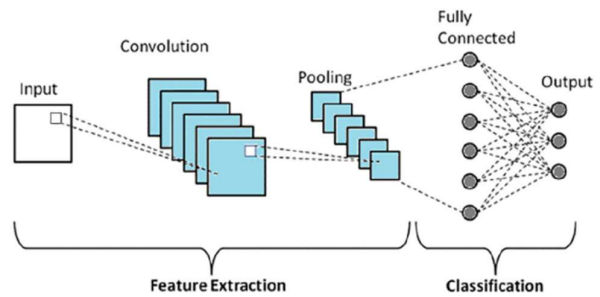 Input
Convolution
Pooling
Fully
Connected
Output
Feature Extraction
Classification